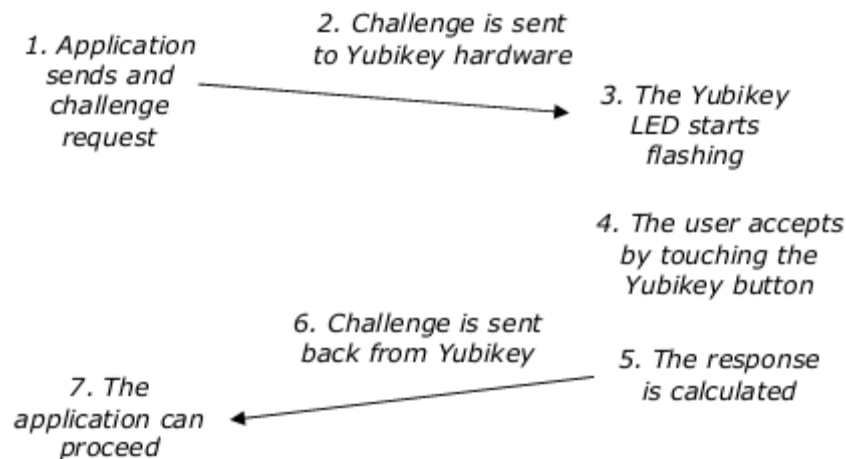 1. Application
sends and
challenge
request
2. Challenge is sent
to Yubikey hardware
3. The Yubikey
LED starts
flashing
4. The user accepts
by touching the
Yubikey button
5. The response
is calculated
6. Challenge is sent
back from Yubikey
7. The
application can
proceed